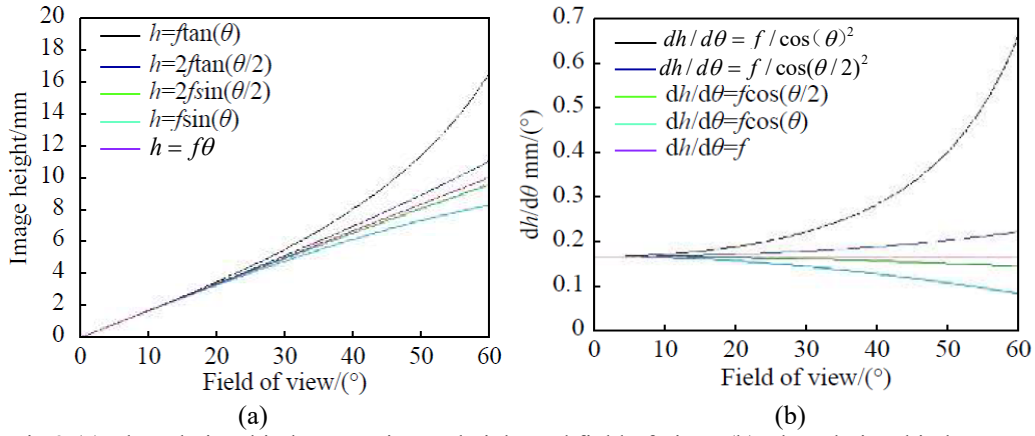 20
18
16
14
12
10
8
6
4
2
0
Image height/mm
h=ftan(θ)
h=2ftan(θ/2)
h=2fsin(θ/2)
h=fsin(θ)
h = fθ
0 10 20 30 40 50 60
Field of view/(°)
(a)
0.7
0.6
0.5
0.4
0.3
0.2
0.1
0
dh/dθ mm/(°)
dh / dθ = f / cos(θ)²
dh / dθ = f / cos(θ/2)²
dh/dθ=fcos(θ/2)
dh/dθ=fcos(θ)
dh/dθ=f
0 10 20 30 40 50 60
Field of view/(°)
(b)